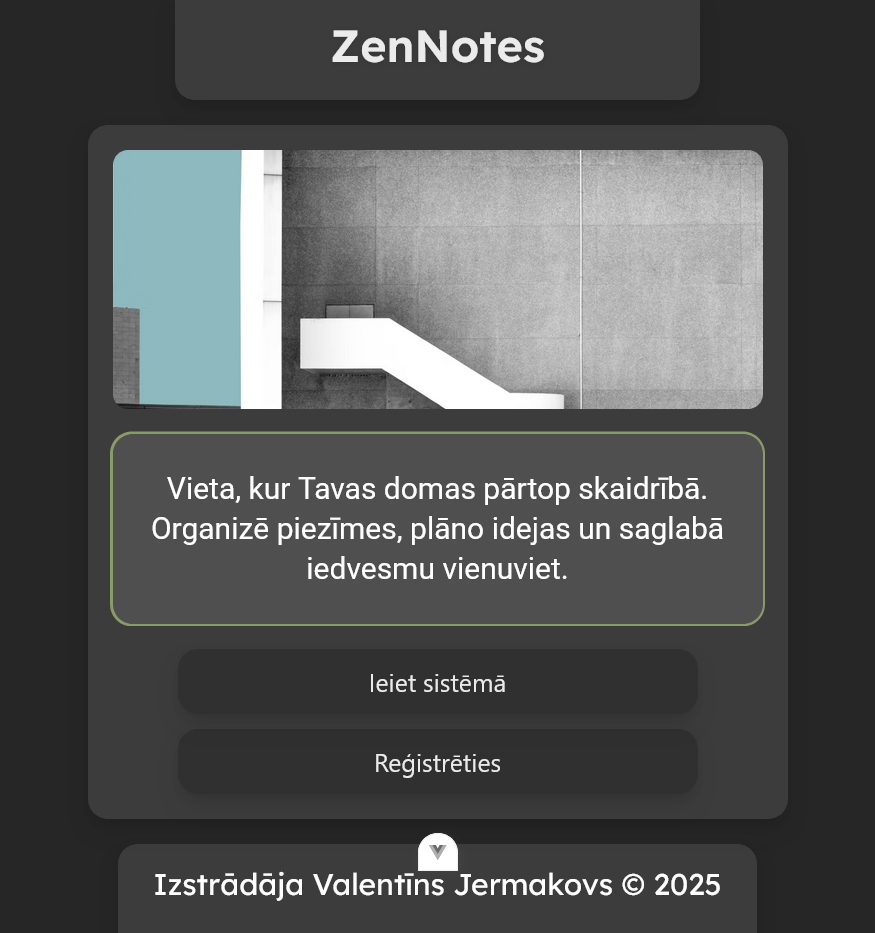 ZenNotes
Vieta, kur Tavas domas pārtop skaidrībā.
Organizē piezīmes, plāno idejas un saglabā
iedvesmu vienuviet.
Ieiet sistēmā
Reģistrēties
Izstrādāja Valentīns Jermakovs © 2025